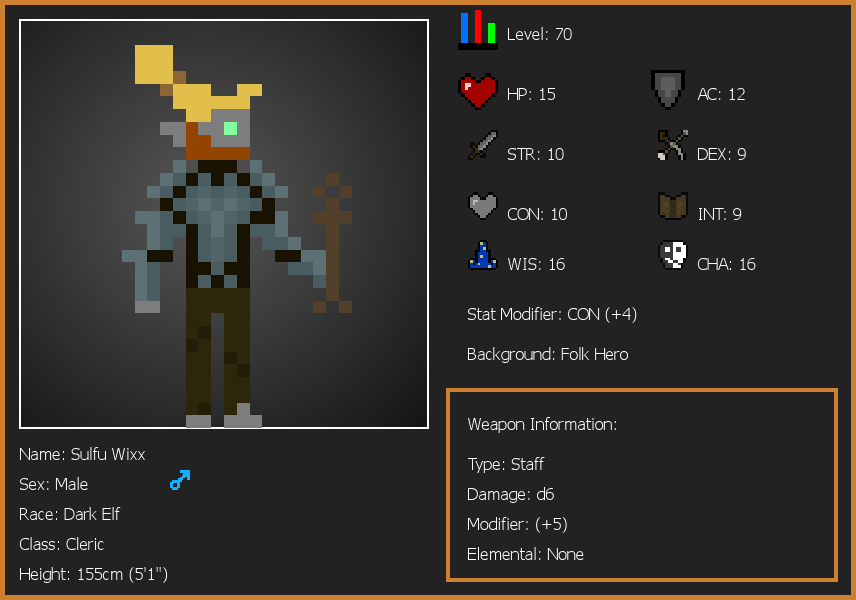 Level: 70
HP: 15
AC: 12
STR: 10
DEX: 9
CON: 10
INT: 9
WIS: 16
CHA: 16
Stat Modifier: CON (+4)
Background: Folk Hero
Weapon Information:
Type: Staff
Damage: d6
Modifier: (+5)
Elemental: None
Name: Sulfu Wixx
Sex: Male
Race: Dark Elf
Class: Cleric
Height: 155cm (5'1")